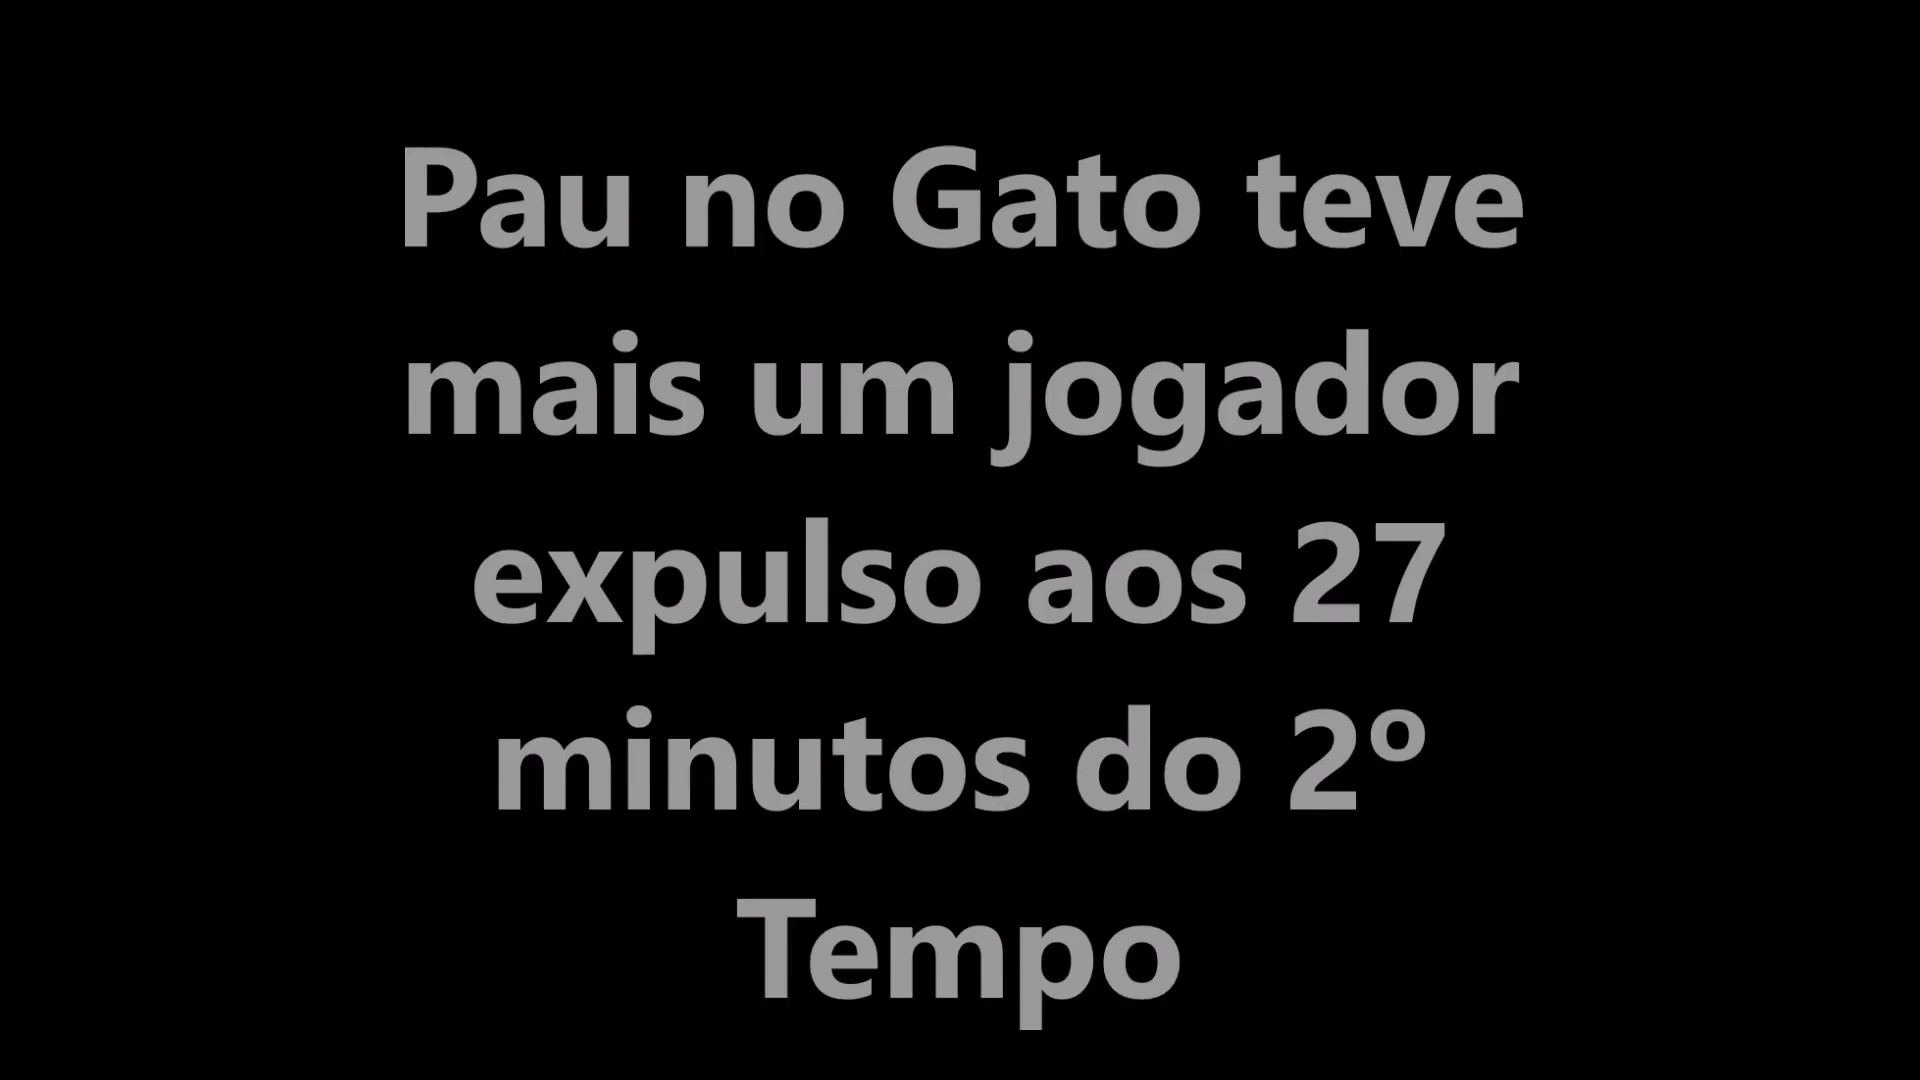 Pau no Gato teve
mais um jogador
expulso aos 27
minutos do 2º
Tempo